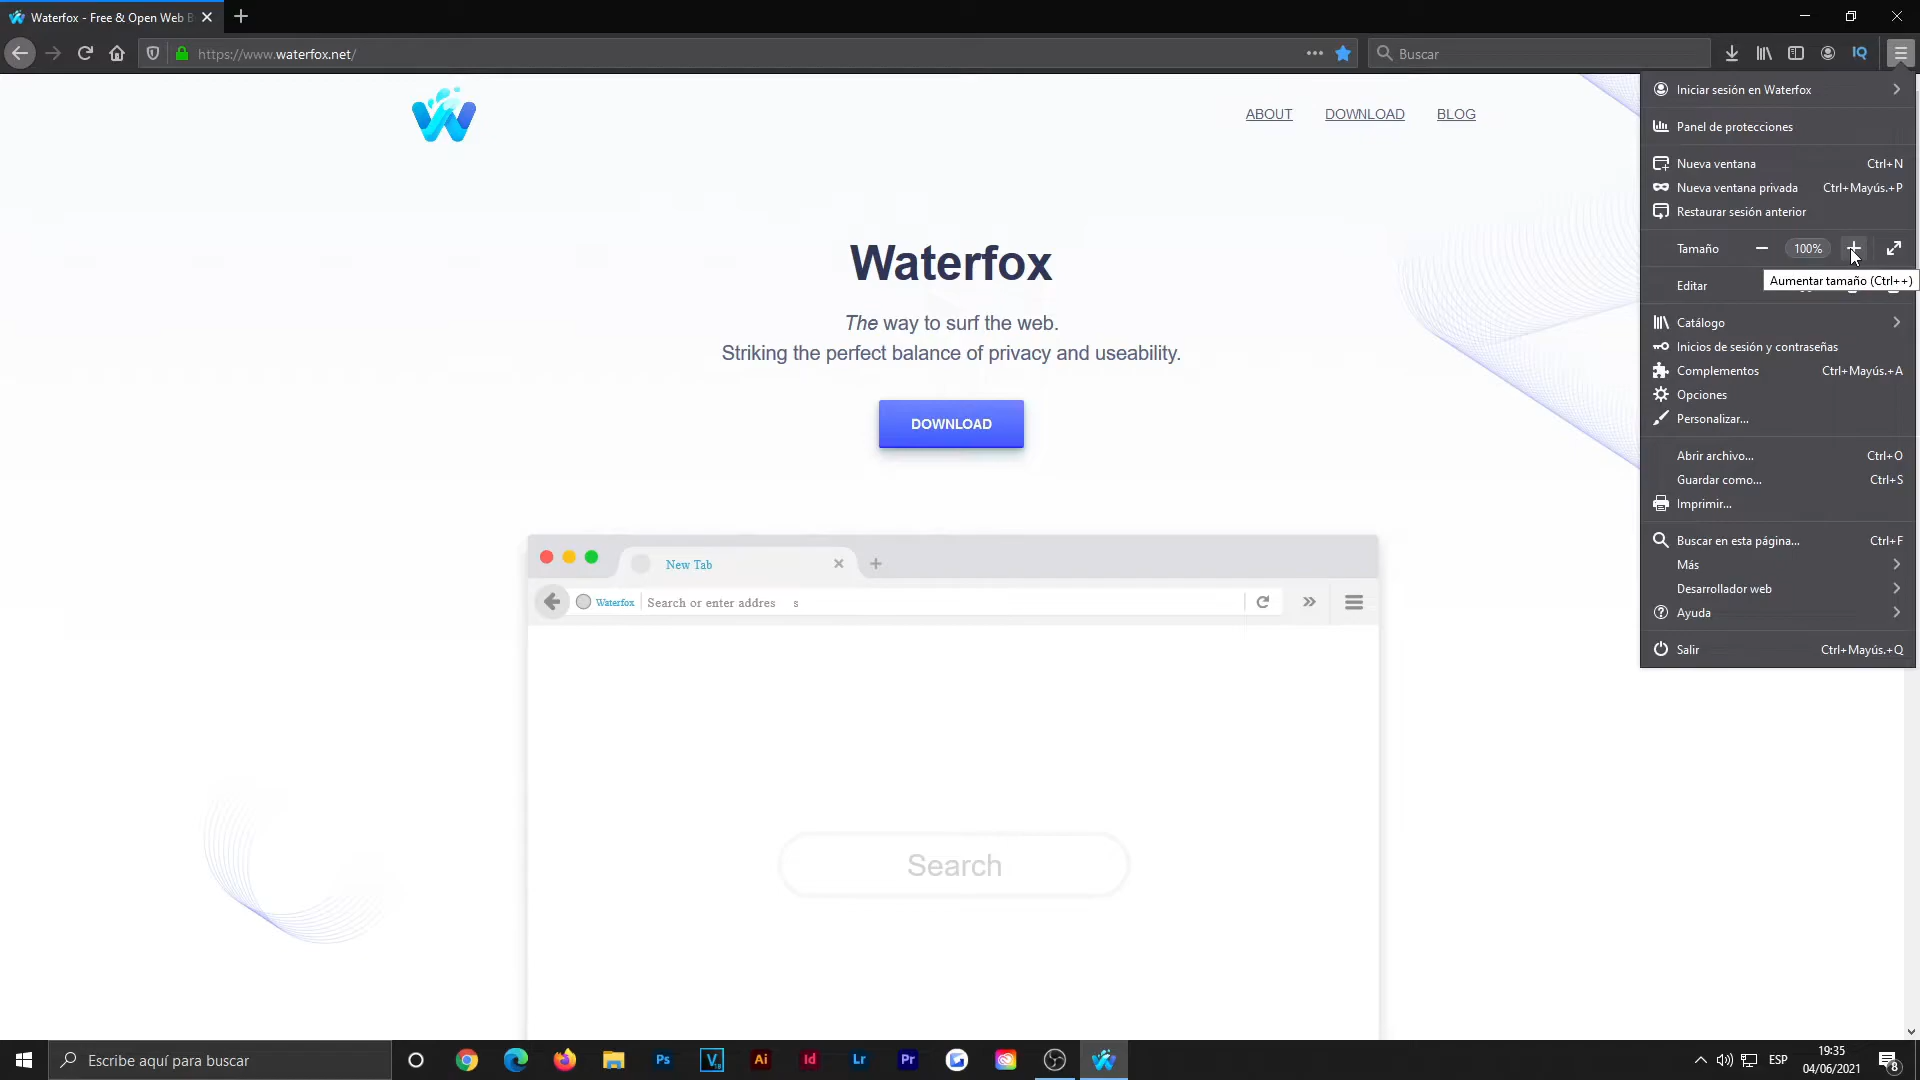 Waterfox - Free & Open Web B
https://www.waterfox.net/
Buscar
ABOUT
DOWNLOAD
BLOG
Waterfox
The way to surf the web.
Striking the perfect balance of privacy and useability.
DOWNLOAD
New Tab
Waterfox
Search or enter addres s
Search
Iniciar sesión en Waterfox
Panel de protecciones
Nueva ventana Ctrl+N
Nueva ventana privada Ctrl+Mayús.+P
Restaurar sesión anterior
Tamaño 100%
Aumentar tamaño (Ctrl++)
Editar
Catálogo
Inicios de sesión y contraseñas
Complementos Ctrl+Mayús.+A
Opciones
Personalizar...
Abrir archivo... Ctrl+O
Guardar como... Ctrl+S
Imprimir...
Buscar en esta página... Ctrl+F
Más
Desarrollador web
Ayuda
Salir Ctrl+Mayús.+Q
Escribe aquí para buscar
Ps
Ai
Id
Lr
Pr
ESP
19:35
04/06/2021
8